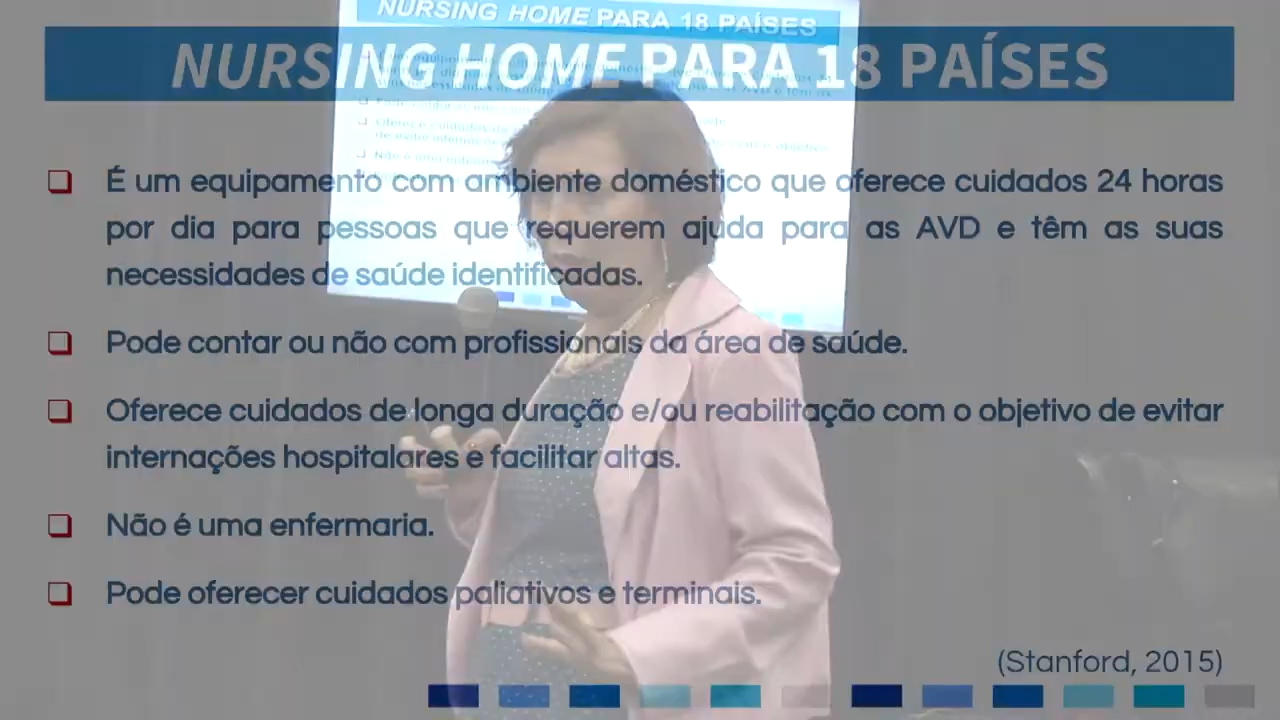 NURSING HOME PARA 18 PAÍSES
NURSING HOME PARA 18 PAÍSES
❑ É um equipamento com ambiente doméstico que oferece cuidados 24 horas
por dia para pessoas que requerem ajuda para as AVD e têm as suas
necessidades de saúde identificadas.
❑ Pode contar ou não com profissionais da área de saúde.
❑ Oferece cuidados de longa duração e/ou reabilitação com o objetivo de evitar
internações hospitalares e facilitar altas.
❑ Não é uma enfermaria.
❑ Pode oferecer cuidados paliativos e terminais.
(Stanford, 2015)